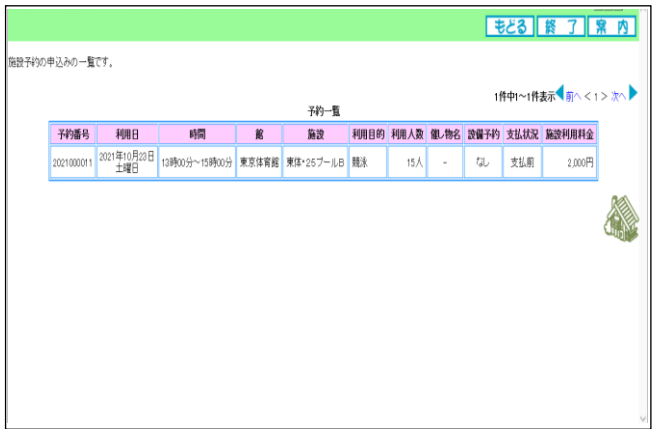 もどる 終 了 案 内
施設予約の申込みの一覧です。
1件中1~1件表示 前へ < 1 > 次へ
予約一覧
予約番号 利用日 時間 館 施設 利用目的 利用人数 催し物名 設備予約 支払状況 施設利用料金
2021000011 2021年10月23日 13時00分~15時00分 東京体育館 東体・25プールB 競泳 15人 - なし 支払前 2,000円
土曜日